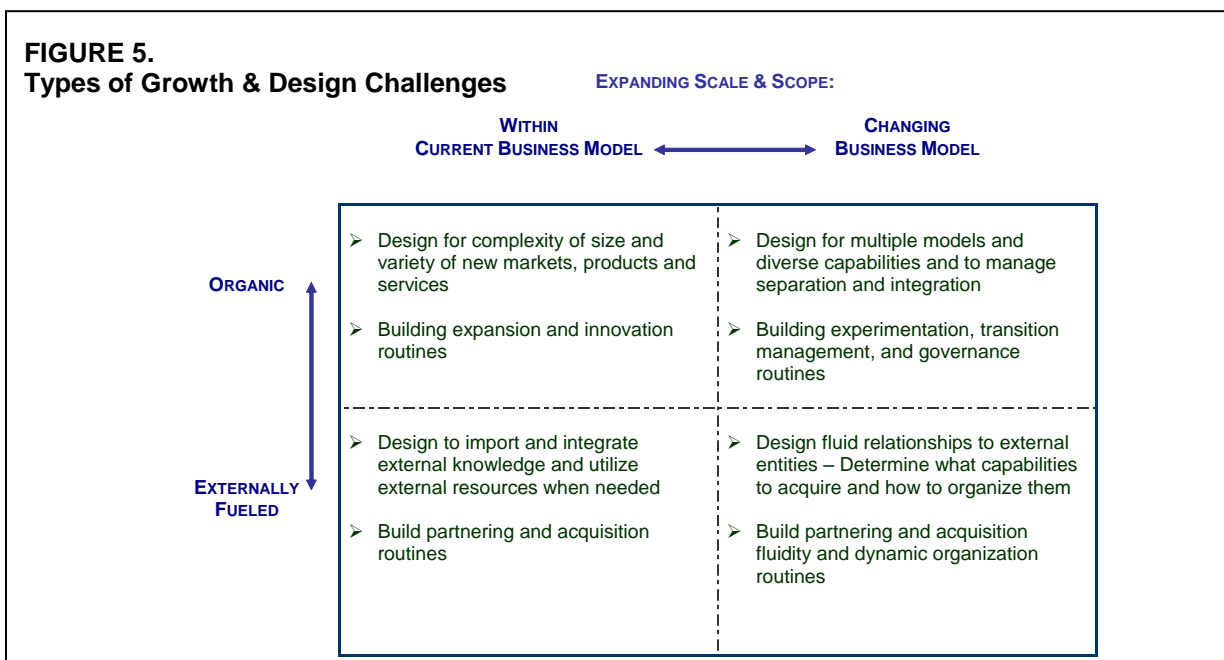 FIGURE 5.
Types of Growth & Design Challenges
EXPANDING SCALE & SCOPE:
WITHIN
CURRENT BUSINESS MODEL
CHANGING
BUSINESS MODEL
ORGANIC
➢ Design for complexity of size and
variety of new markets, products and
services
➢ Building expansion and innovation
routines
➢ Design for multiple models and
diverse capabilities and to manage
separation and integration
➢ Building experimentation, transition
management, and governance
routines
EXTERNALLY
FUELED
➢ Design to import and integrate
external knowledge and utilize
external resources when needed
➢ Build partnering and acquisition
routines
➢ Design fluid relationships to external
entities – Determine what capabilities
to acquire and how to organize them
➢ Build partnering and acquisition
fluidity and dynamic organization
routines